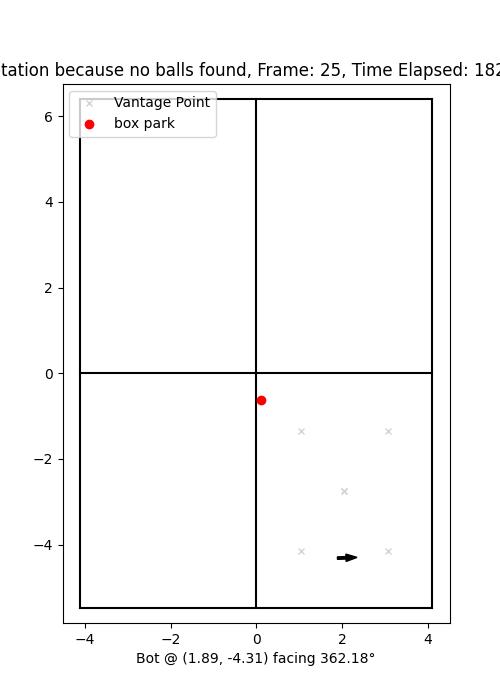 tation because no balls found, Frame: 25, Time Elapsed: 182
Vantage Point
box park
6
4
2
0
−2
−4
−4 −2 0 2 4
Bot @ (1.89, -4.31) facing 362.18°